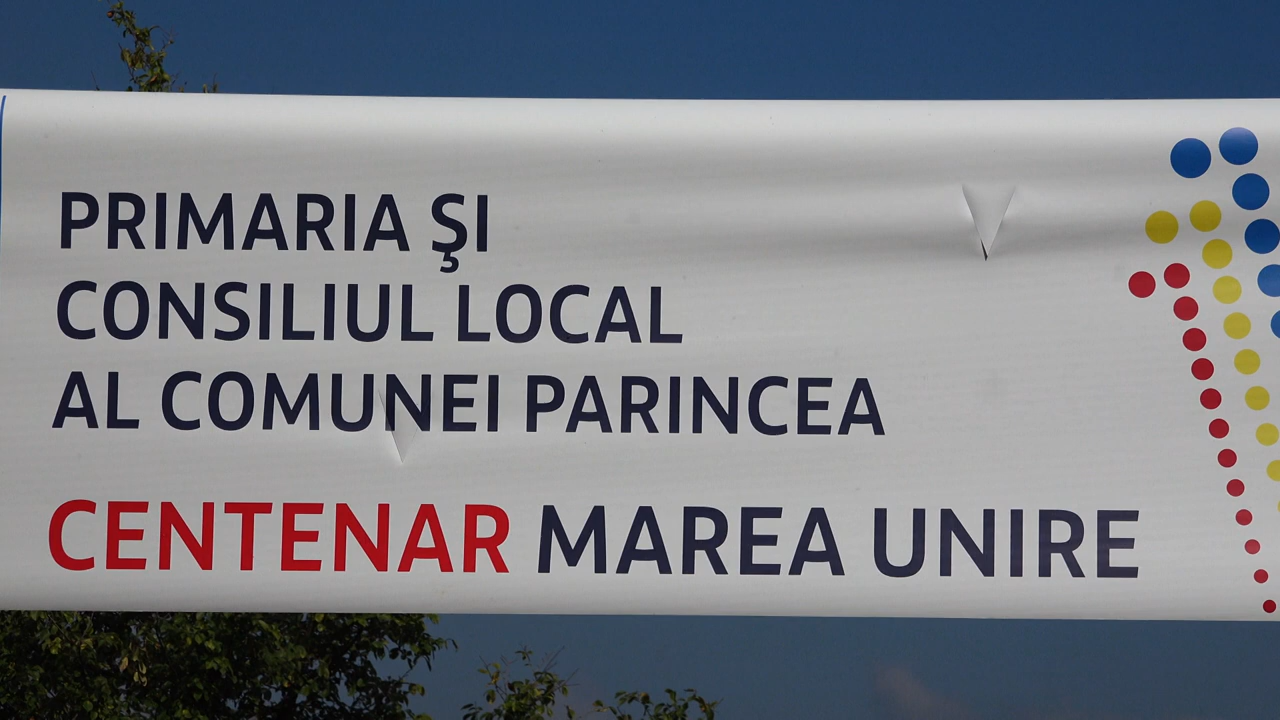 PRIMARIA ŞI
CONSILIUL LOCAL
AL COMUNEI PARINCEA
CENTENAR MAREA UNIRE